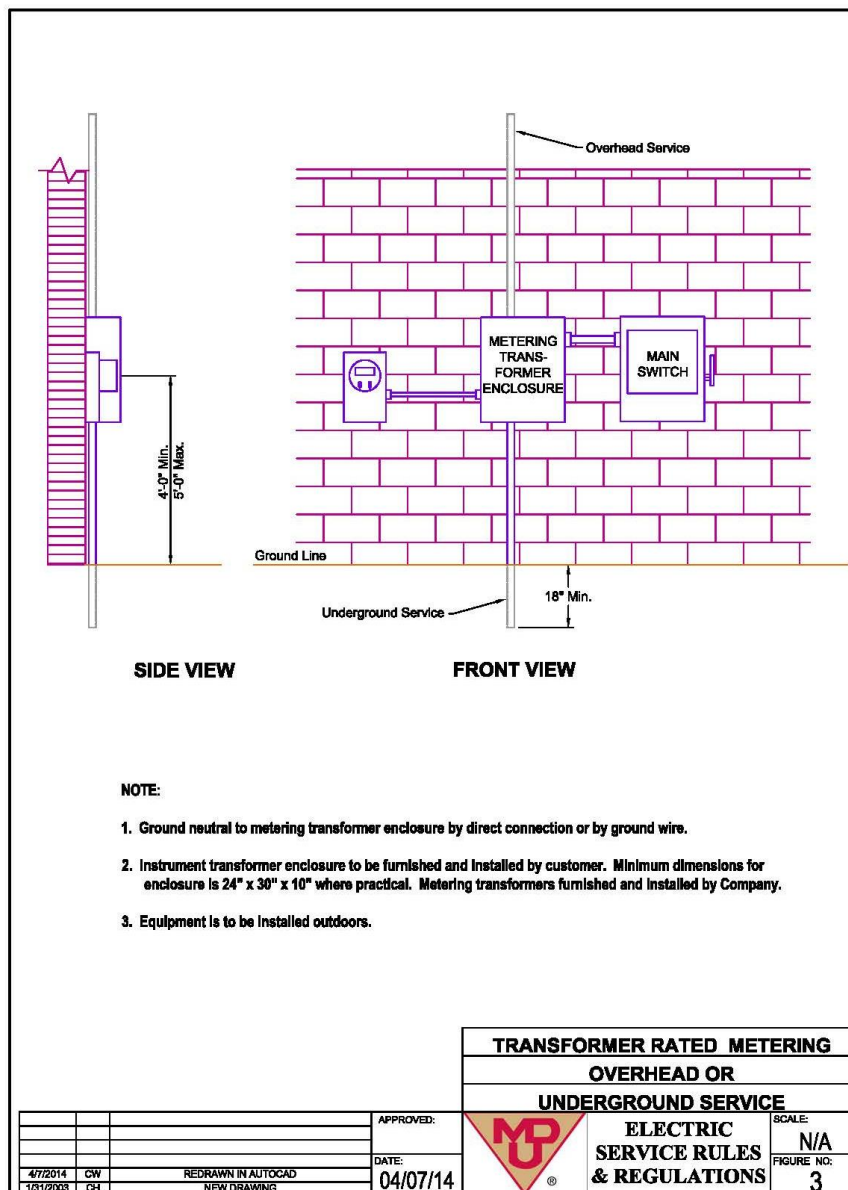 Overhead Service
METERING
TRANS-
FORMER
ENCLOSURE
MAIN
SWITCH
4'-0" Min.
5'-0" Max.
Ground Line
18" Min.
Underground Service
SIDE VIEW
FRONT VIEW
NOTE:
1. Ground neutral to metering transformer enclosure by direct connection or by ground wire.
2. Instrument transformer enclosure to be furnished and installed by customer. Minimum dimensions for
enclosure is 24" x 30" x 10" where practical. Metering transformers furnished and installed by Company.
3. Equipment is to be installed outdoors.
TRANSFORMER RATED METERING
OVERHEAD OR
UNDERGROUND SERVICE
APPROVED:
MDU
®
ELECTRIC
SERVICE RULES
& REGULATIONS
SCALE:
N/A
DATE:
04/07/14
FIGURE NO:
3
4/7/2014 CW REDRAWN IN AUTOCAD
1/31/2003 CH NEW DRAWING